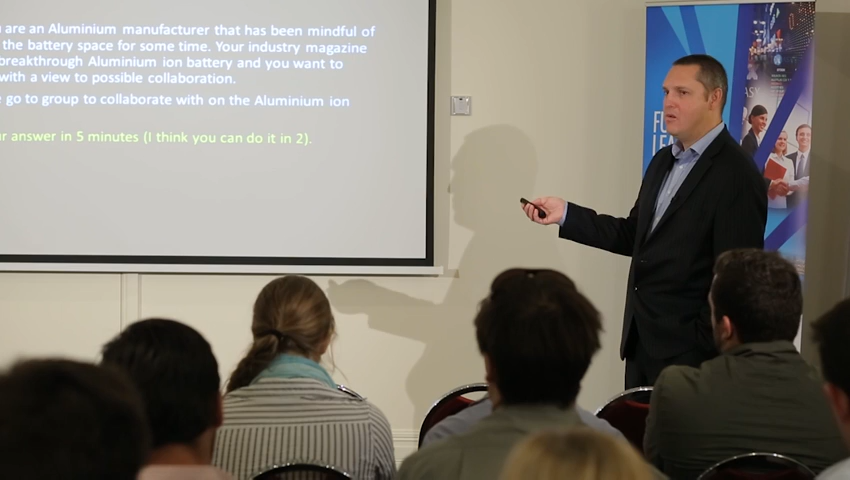 are an Aluminium manufacturer that has been mindful of
the battery space for some time. Your industry magazine
breakthrough Aluminium ion battery and you want to
with a view to possible collaboration.
go to group to collaborate with on the Aluminium ion
answer in 5 minutes (I think you can do it in 2).